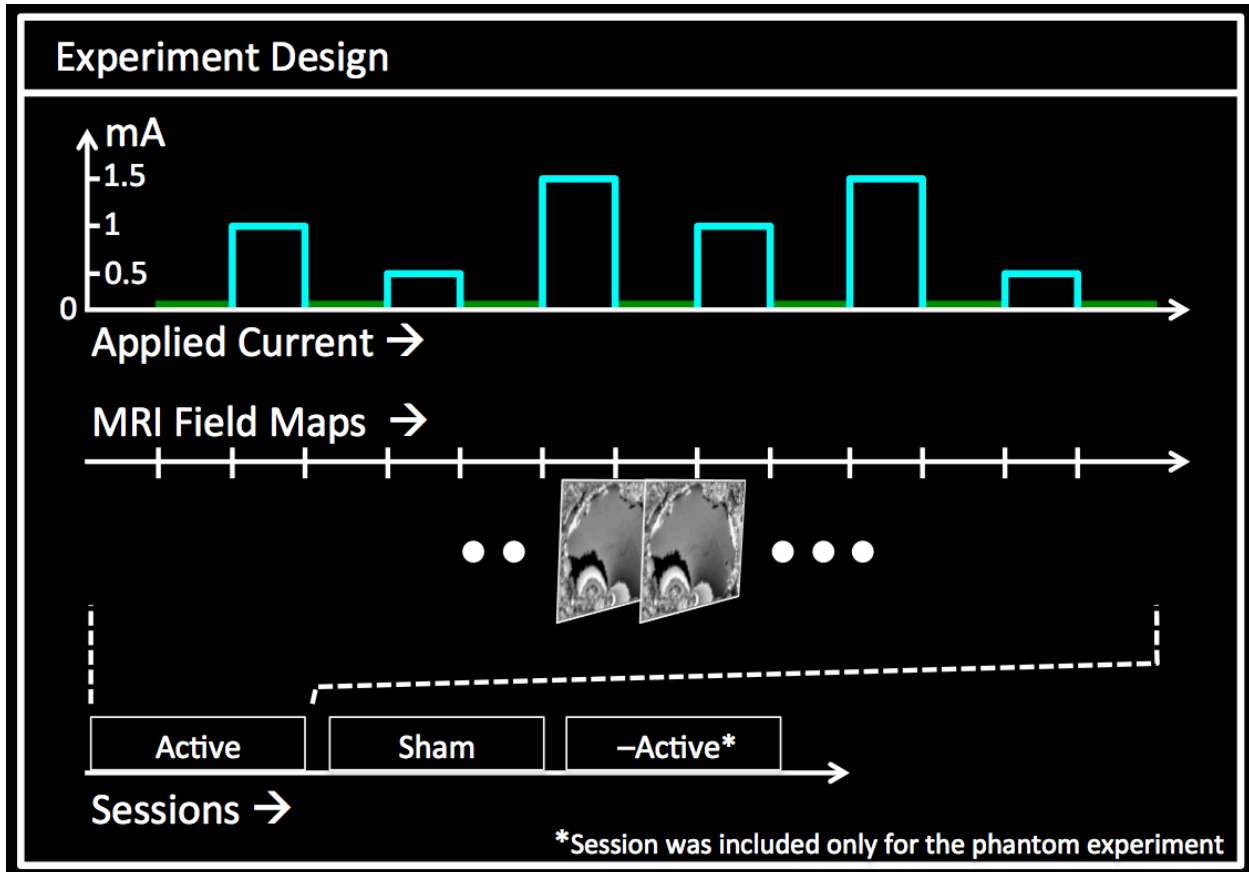 Experiment Design
mA
1.5
1
0.5
0
Applied Current →
MRI Field Maps →
Active
Sham
–Active*
Sessions →
*Session was included only for the phantom experiment